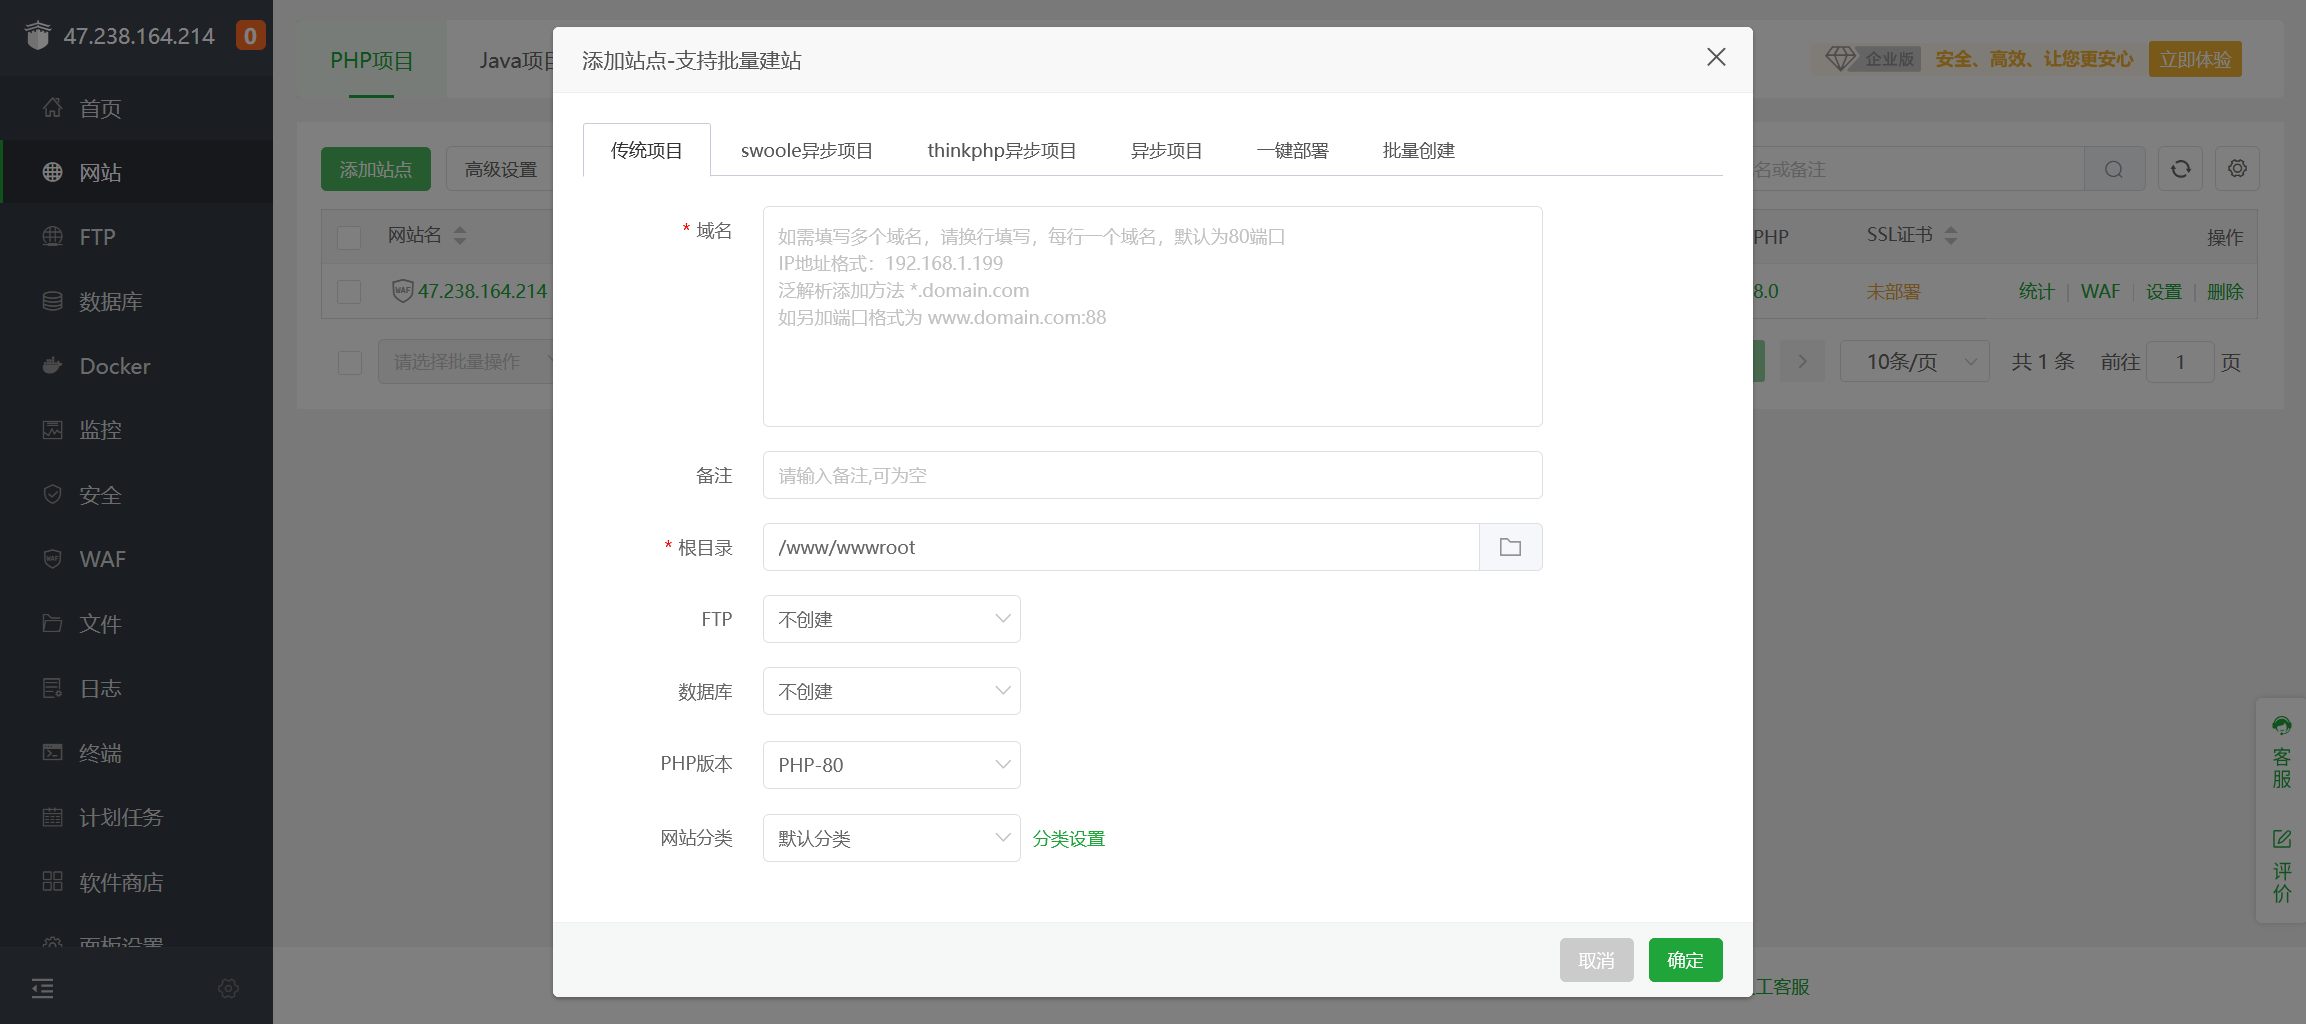 47.238.164.214
0
首页
网站
FTP
数据库
Docker
监控
安全
WAF
文件
日志
终端
计划任务
软件商店
面板设置
PHP项目
Java项目
企业版
安全、高效、让您更安心
立即体验
添加站点
高级设置
名或备注
网站名
PHP
SSL证书
操作
WAF
47.238.164.214
8.0
未部署
统计
WAF
设置
删除
请选择批量操作
10条/页
共 1 条
前往
1
页
添加站点-支持批量建站
传统项目
swoole异步项目
thinkphp异步项目
异步项目
一键部署
批量创建
* 域名
如需填写多个域名，请换行填写，每行一个域名，默认为80端口
IP地址格式：192.168.1.199
泛解析添加方法 *.domain.com
如另加端口格式为 www.domain.com:88
备注
请输入备注,可为空
* 根目录
/www/wwwroot
FTP
不创建
数据库
不创建
PHP版本
PHP-80
网站分类
默认分类
分类设置
取消
确定
工客服
客服
评价